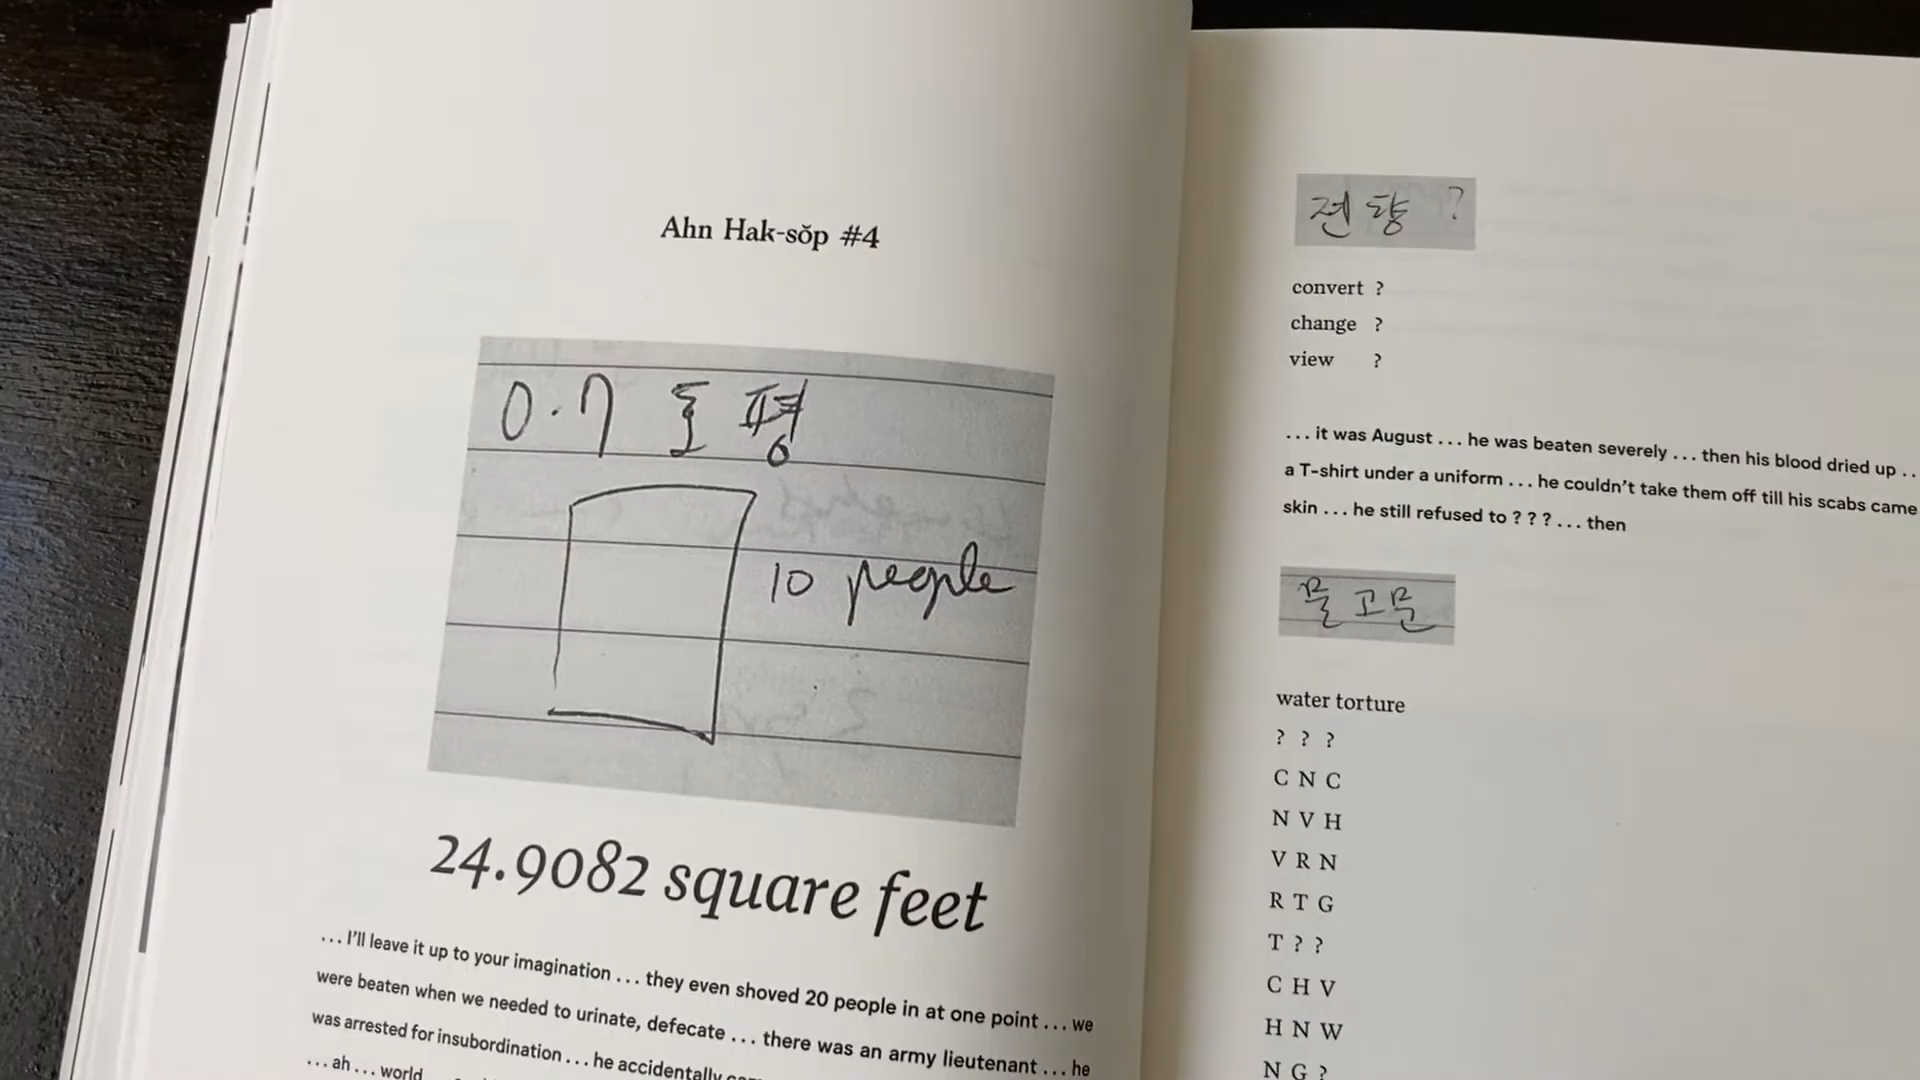 Ahn Hak-sŏp #4
0.7 도 평
10 people
24.9082 square feet
... I'll leave it up to your imagination ... they even shoved 20 people in at one point ... we
were beaten when we needed to urinate, defecate ... there was an army lieutenant ... he
was arrested for insubordination ... he accidentally
... ah ... world
전향 ?
convert ?
change ?
view ?
... it was August ... he was beaten severely ... then his blood dried up ..
a T-shirt under a uniform ... he couldn't take them off till his scabs came
skin ... he still refused to ? ? ? ... then
물고문
water torture
? ? ?
C N C
N V H
V R N
R T G
T ? ?
C H V
H N W
N G ?